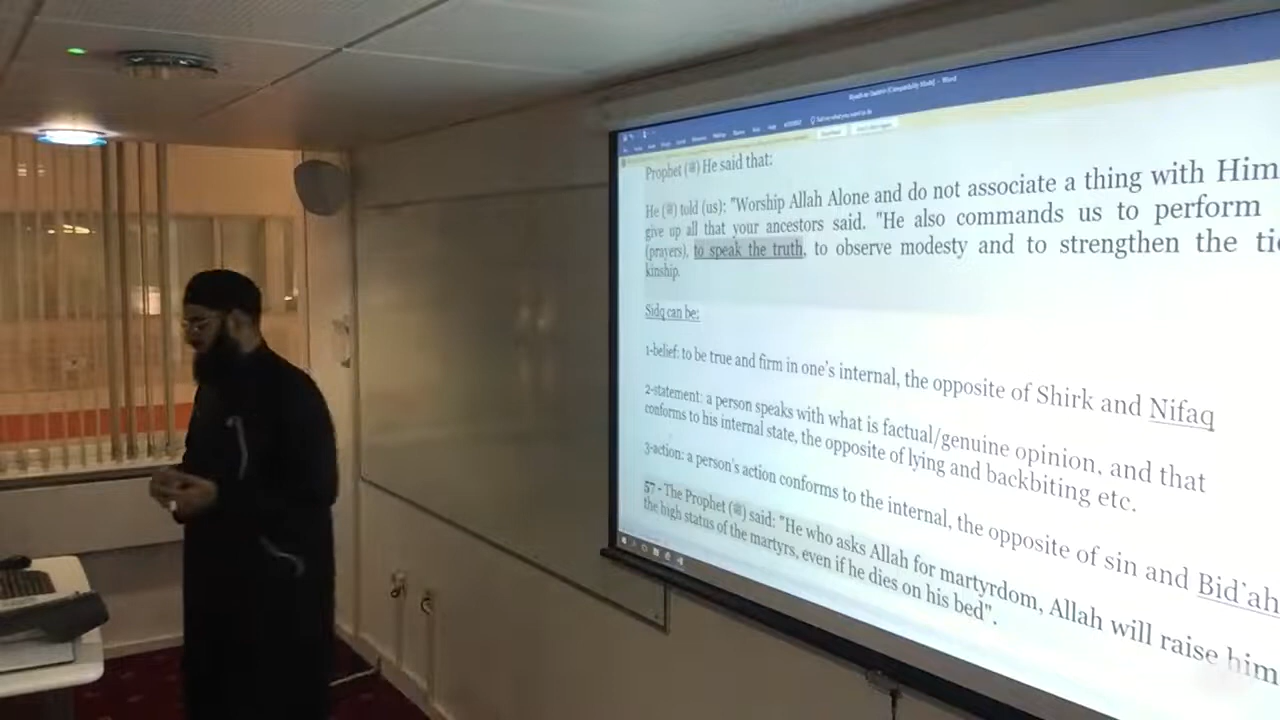 Prophet (ﷺ) He said that:
He (ﷺ) told (us): "Worship Allah Alone and do not associate a thing with Him
give up all that your ancestors said. "He also commands us to perform
(prayers), to speak the truth, to observe modesty and to strengthen the tie
kinship.
Sidq can be:
1-belief: to be true and firm in one's internal, the opposite of Shirk and Nifaq
2-statement: a person speaks with what is factual/genuine opinion, and that
conforms to his internal state, the opposite of lying and backbiting etc.
3-action: a person's action conforms to the internal, the opposite of sin and Bid'ah
57 - The Prophet (ﷺ) said: "He who asks Allah for martyrdom, Allah will raise him
the high status of the martyrs, even if he dies on his bed".